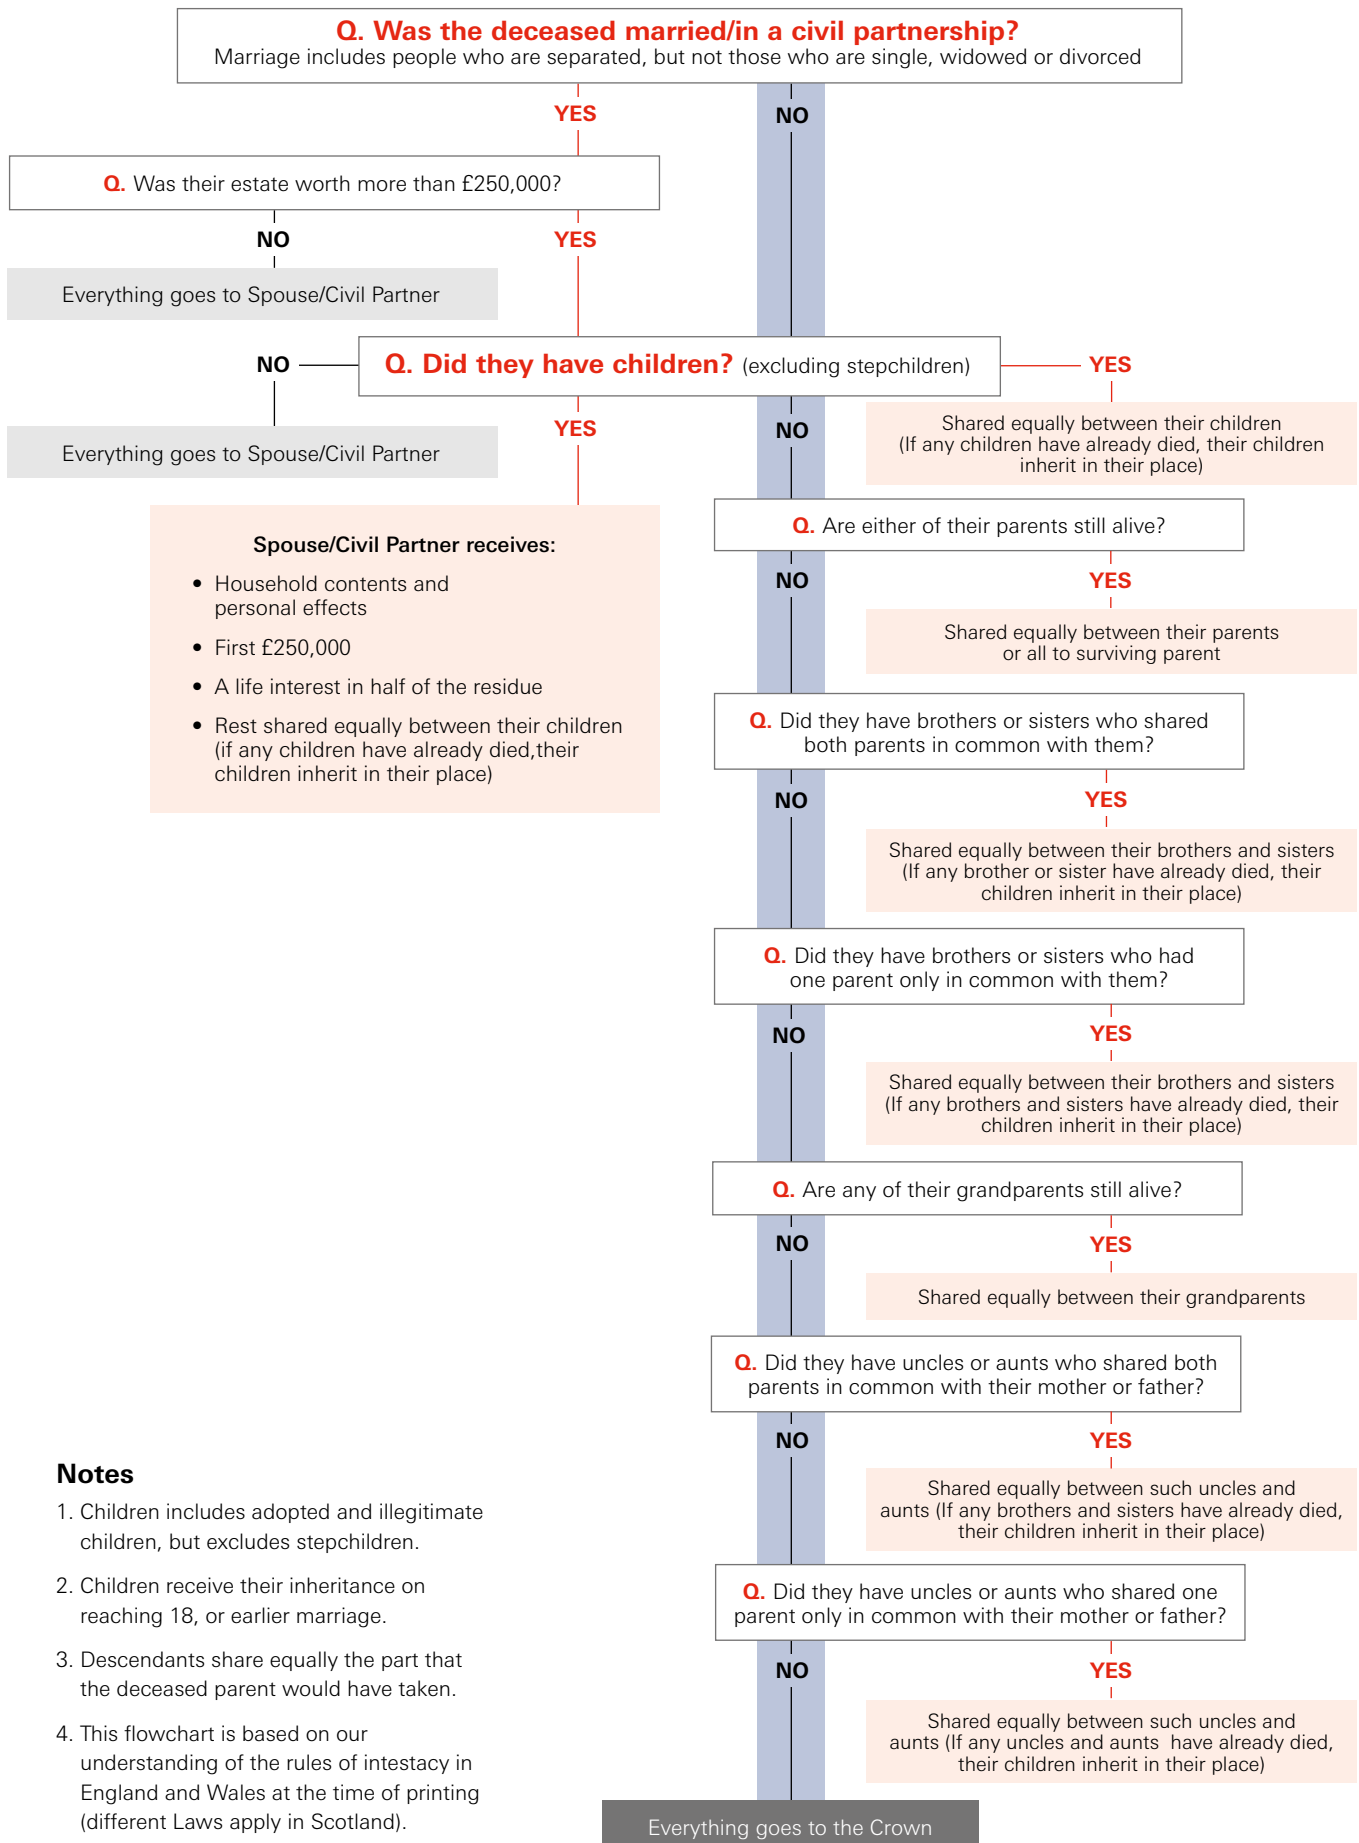 Q. Was the deceased married/in a civil partnership?
Marriage includes people who are separated, but not those who are single, widowed or divorced
YES
NO
Q. Was their estate worth more than £250,000?
NO
YES
Everything goes to Spouse/Civil Partner
NO
Q. Did they have children? (excluding stepchildren)
YES
Everything goes to Spouse/Civil Partner
YES
NO
Shared equally between their children
(If any children have already died, their children
inherit in their place)
Spouse/Civil Partner receives:
• Household contents and
personal effects
• First £250,000
• A life interest in half of the residue
• Rest shared equally between their children
(if any children have already died,their
children inherit in their place)
Q. Are either of their parents still alive?
NO
YES
Shared equally between their parents
or all to surviving parent
Q. Did they have brothers or sisters who shared
both parents in common with them?
NO
YES
Shared equally between their brothers and sisters
(If any brother or sister have already died, their
children inherit in their place)
Q. Did they have brothers or sisters who had
one parent only in common with them?
NO
YES
Shared equally between their brothers and sisters
(If any brothers and sisters have already died, their
children inherit in their place)
Q. Are any of their grandparents still alive?
NO
YES
Shared equally between their grandparents
Q. Did they have uncles or aunts who shared both
parents in common with their mother or father?
NO
YES
Shared equally between such uncles and
aunts (If any brothers and sisters have already died,
their children inherit in their place)
Q. Did they have uncles or aunts who shared one
parent only in common with their mother or father?
NO
YES
Shared equally between such uncles and
aunts (If any uncles and aunts have already died,
their children inherit in their place)
Everything goes to the Crown
Notes
1. Children includes adopted and illegitimate
children, but excludes stepchildren.
2. Children receive their inheritance on
reaching 18, or earlier marriage.
3. Descendants share equally the part that
the deceased parent would have taken.
4. This flowchart is based on our
understanding of the rules of intestacy in
England and Wales at the time of printing
(different Laws apply in Scotland).